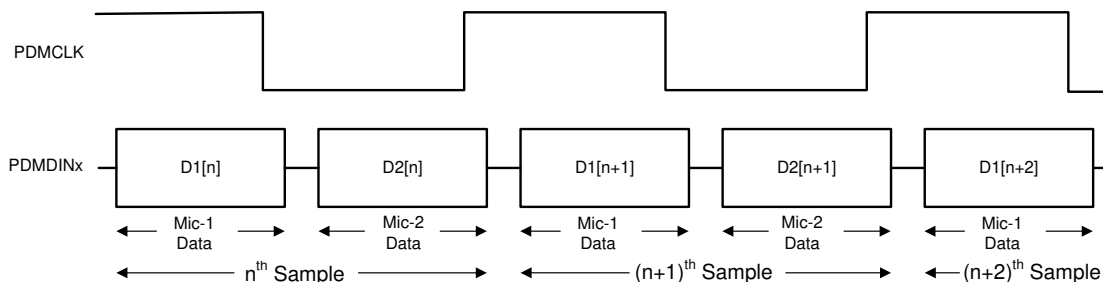 PDMCLK
PDMDINx
D1[n]
D2[n]
D1[n+1]
D2[n+1]
D1[n+2]
Mic-1
Data
Mic-2
Data
Mic-1
Data
Mic-2
Data
Mic-1
Data
nth Sample
(n+1)th Sample
(n+2)th Sample